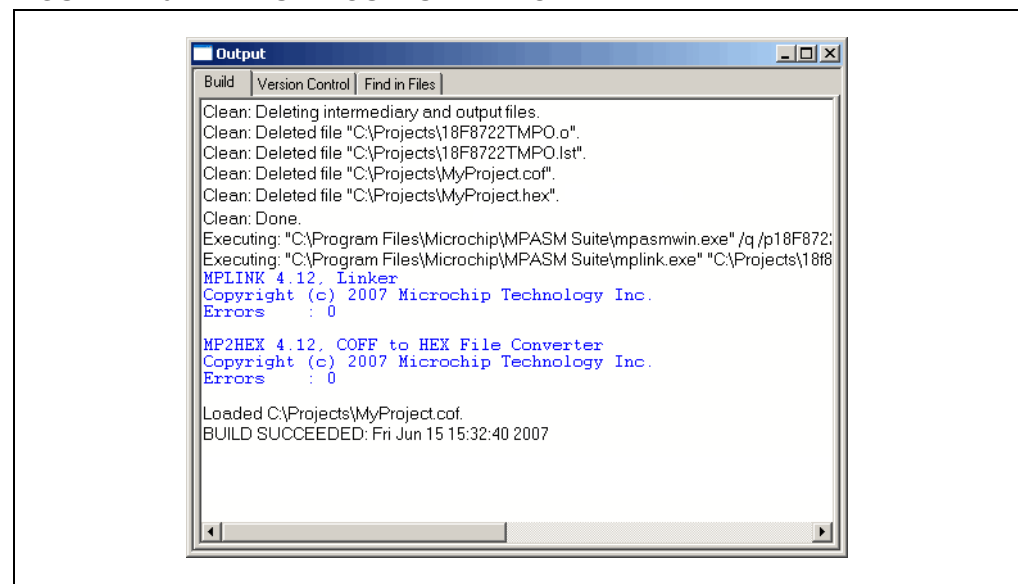 Output
Build Version Control Find in Files
Clean: Deleting intermediary and output files.
Clean: Deleted file "C:\Projects\18F8722TMPO.o".
Clean: Deleted file "C:\Projects\18F8722TMPO.lst".
Clean: Deleted file "C:\Projects\MyProject.cof".
Clean: Deleted file "C:\Projects\MyProject.hex".
Clean: Done.
Executing: "C:\Program Files\Microchip\MPASM Suite\mpasmwin.exe" /q /p18F872
Executing: "C:\Program Files\Microchip\MPASM Suite\mplink.exe" "C:\Projects\18f8
MPLINK 4.12, Linker
Copyright (c) 2007 Microchip Technology Inc.
Errors    : 0
MP2HEX 4.12, COFF to HEX File Converter
Copyright (c) 2007 Microchip Technology Inc.
Errors    : 0
Loaded C:\Projects\MyProject.cof.
BUILD SUCCEEDED: Fri Jun 15 15:32:40 2007